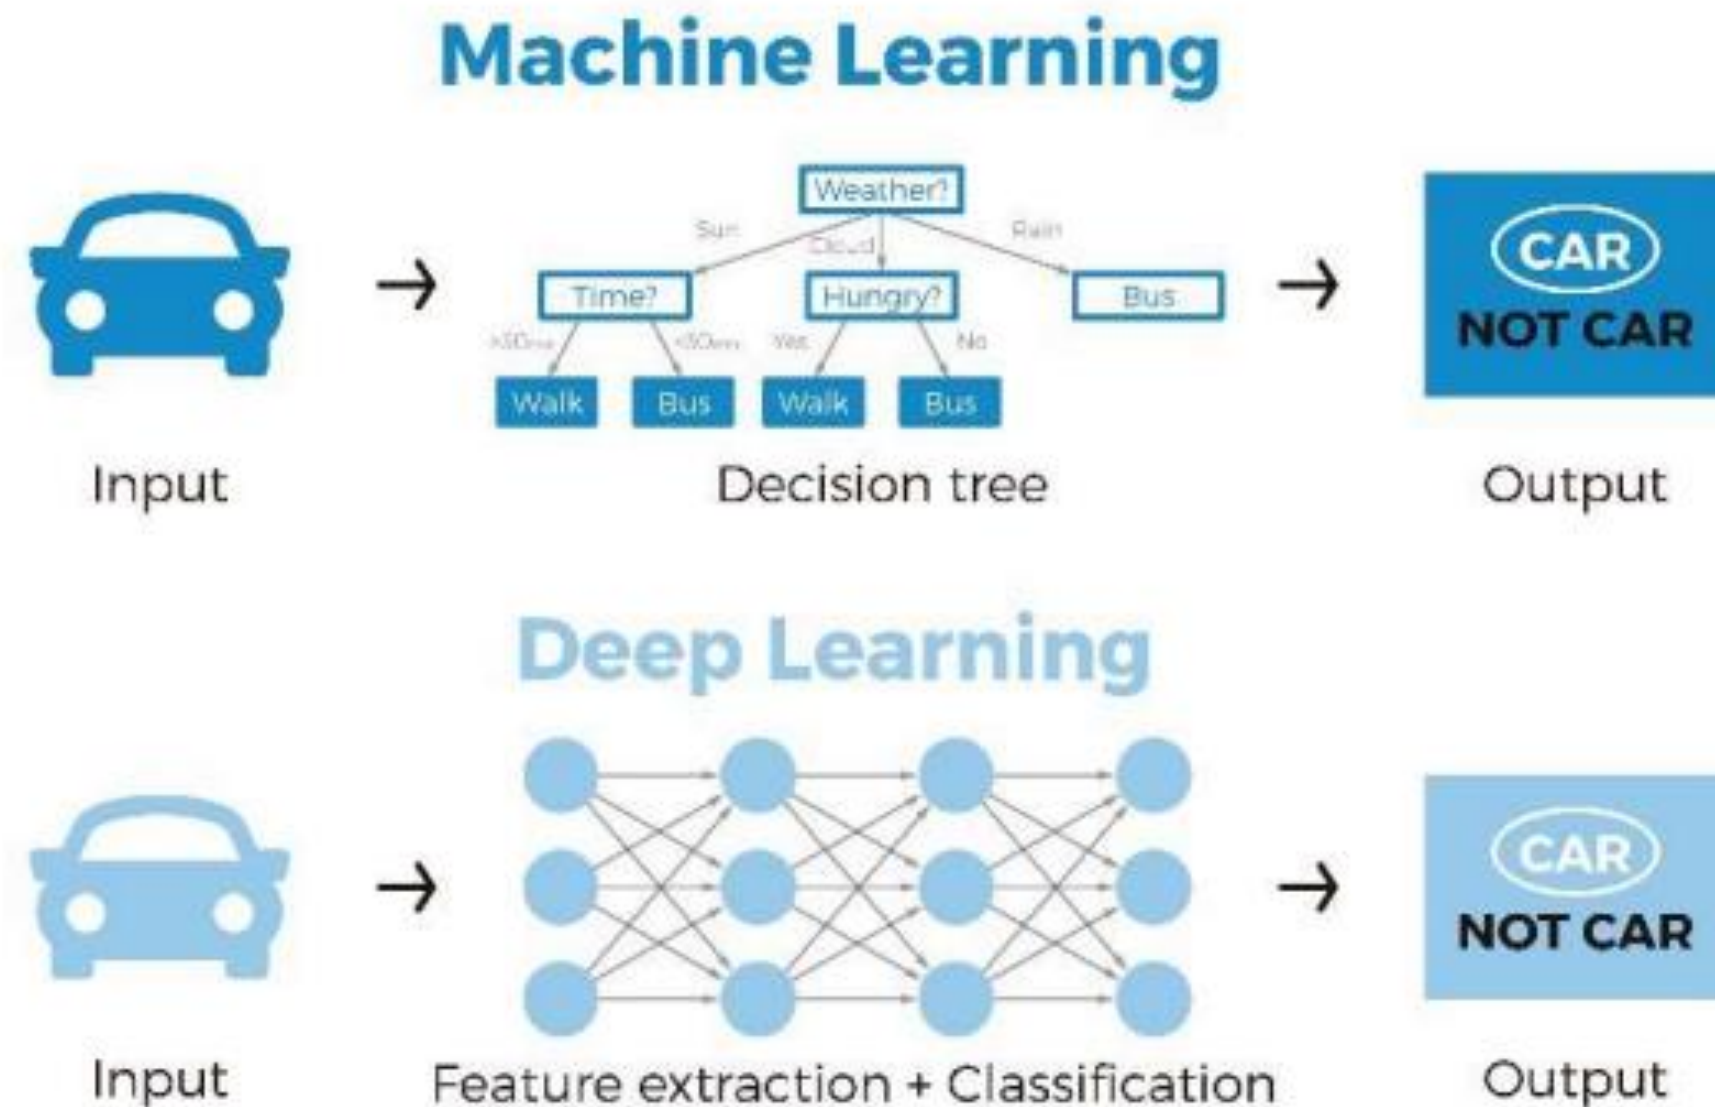 Machine Learning
Weather?
Sun
Cloud
Rain
Time?
Hungry?
Bus
Yes
No
Walk
Bus
Walk
Bus
CAR
NOT CAR
Input
Decision tree
Output
Deep Learning
CAR
NOT CAR
Input
Feature extraction + Classification
Output